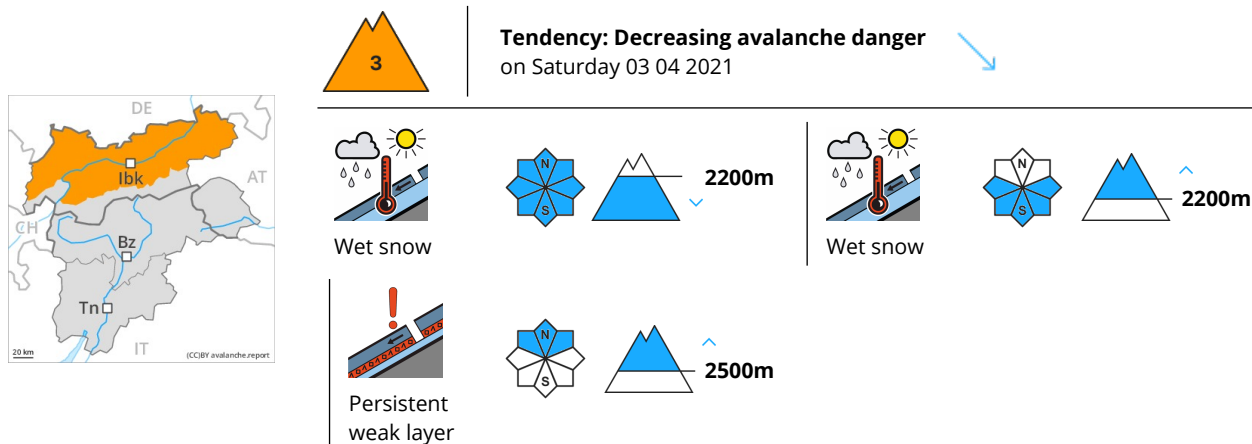 3
Tendency: Decreasing avalanche danger
on Saturday 03 04 2021
DE
Ibk
AT
CH
Bz
Tn
IT
20 km
(CC)BY avalanche.report
N
S
2200m
Wet snow
N
S
2200m
Wet snow
N
S
2500m
Persistent
weak layer